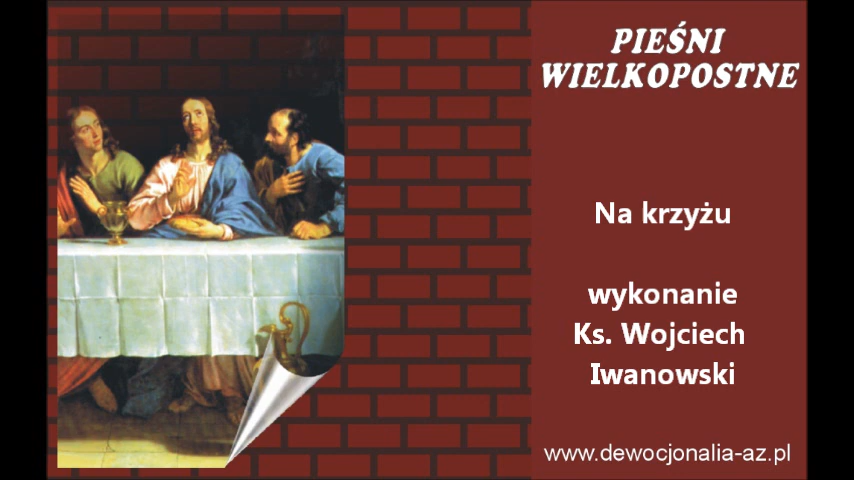 PIEŚNI
WIELKOPOSTNE
Na krzyżu
wykonanie
Ks. Wojciech
Iwanowski
www.dewocjonalia-az.pl